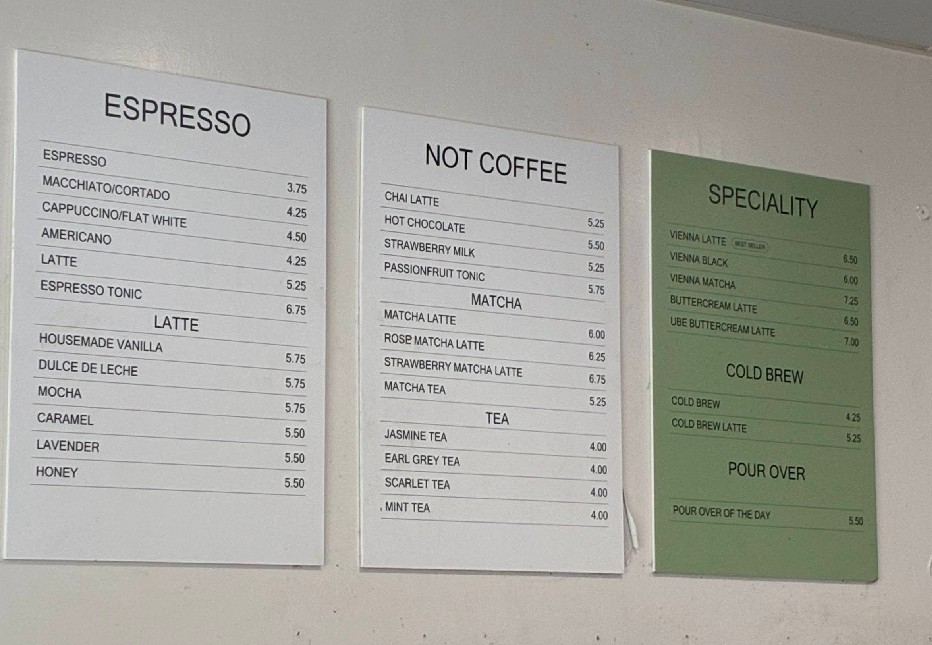 ESPRESSO
ESPRESSO 3.75
MACCHIATO/CORTADO 4.25
CAPPUCCINO/FLAT WHITE 4.50
AMERICANO 4.25
LATTE 5.25
ESPRESSO TONIC 6.75
LATTE
HOUSEMADE VANILLA 5.75
DULCE DE LECHE 5.75
MOCHA 5.75
CARAMEL 5.50
LAVENDER 5.50
HONEY 5.50
NOT COFFEE
CHAI LATTE 5.25
HOT CHOCOLATE 5.50
STRAWBERRY MILK 5.25
PASSIONFRUIT TONIC 5.75
MATCHA
MATCHA LATTE 6.00
ROSE MATCHA LATTE 6.25
STRAWBERRY MATCHA LATTE 6.75
MATCHA TEA 5.25
TEA
JASMINE TEA 4.00
EARL GREY TEA 4.00
SCARLET TEA 4.00
MINT TEA 4.00
SPECIALITY
VIENNA LATTE BEST SELLER 6.50
VIENNA BLACK 6.00
VIENNA MATCHA 7.25
BUTTERCREAM LATTE 6.50
UBE BUTTERCREAM LATTE 7.00
COLD BREW
COLD BREW 4.25
COLD BREW LATTE 5.25
POUR OVER
POUR OVER OF THE DAY 5.50